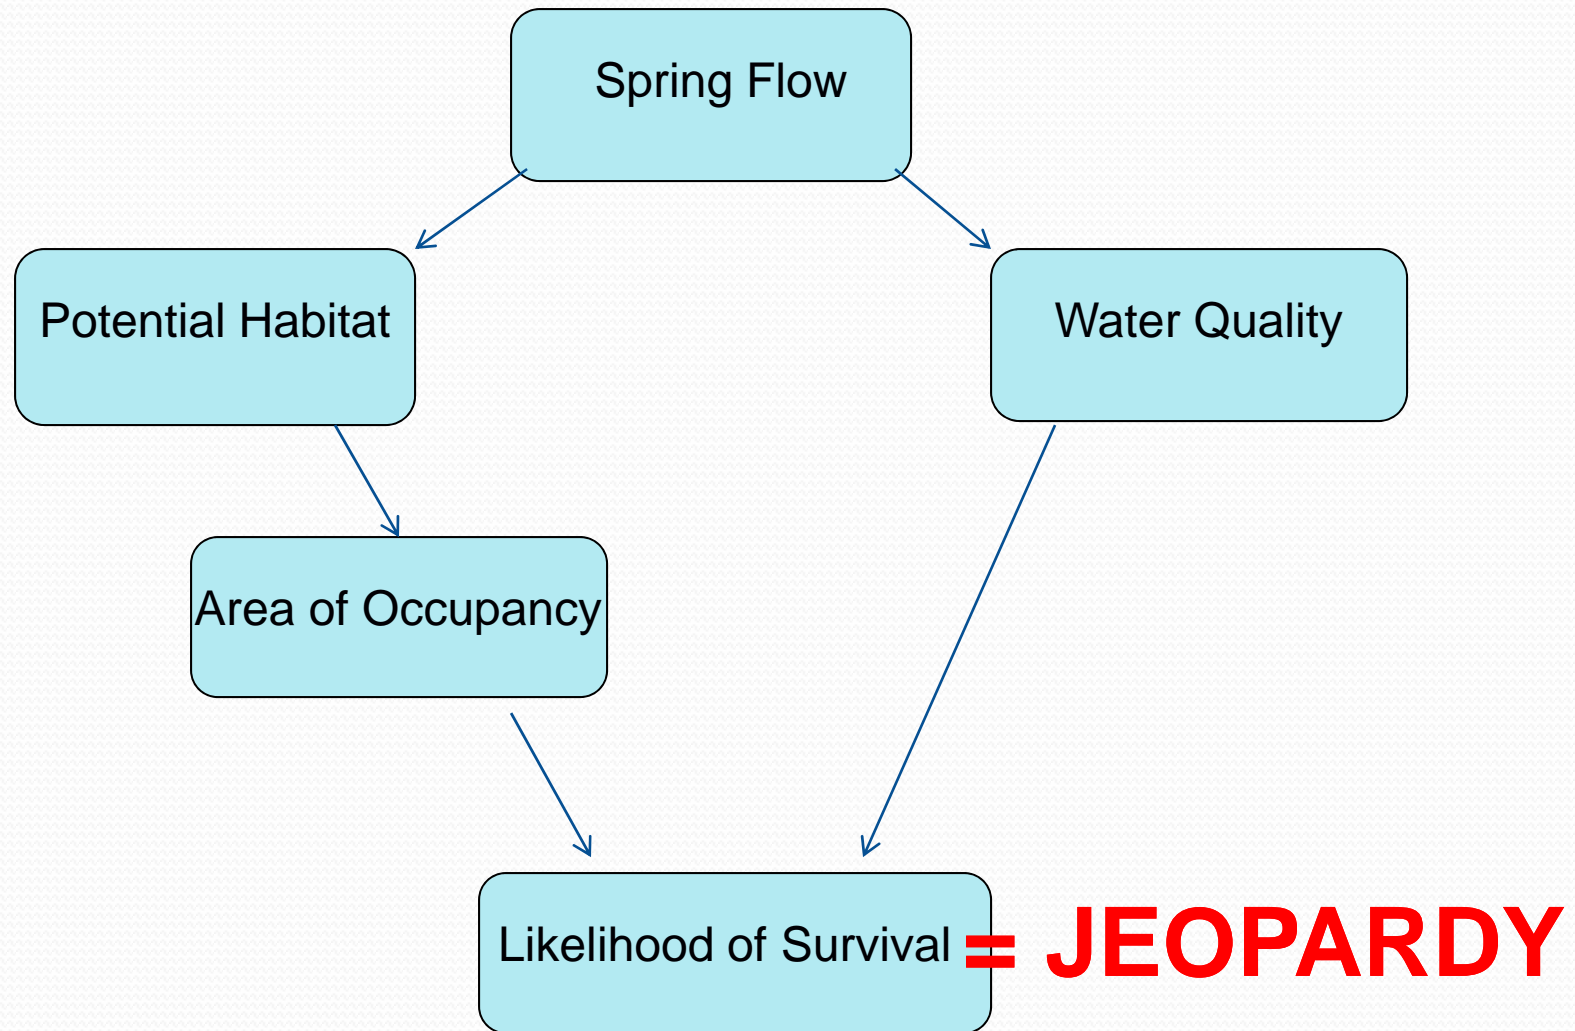 Spring Flow
Potential Habitat
Water Quality
Area of Occupancy
Likelihood of Survival = JEOPARDY